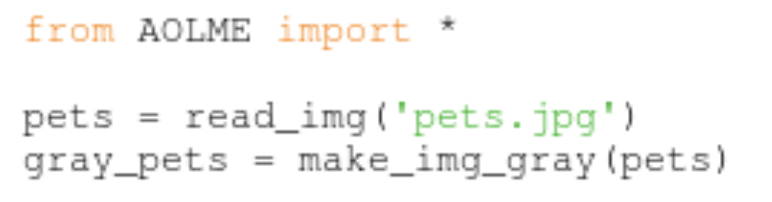 from AOLME import *
pets = read_img('pets.jpg')
gray_pets = make_img_gray(pets)